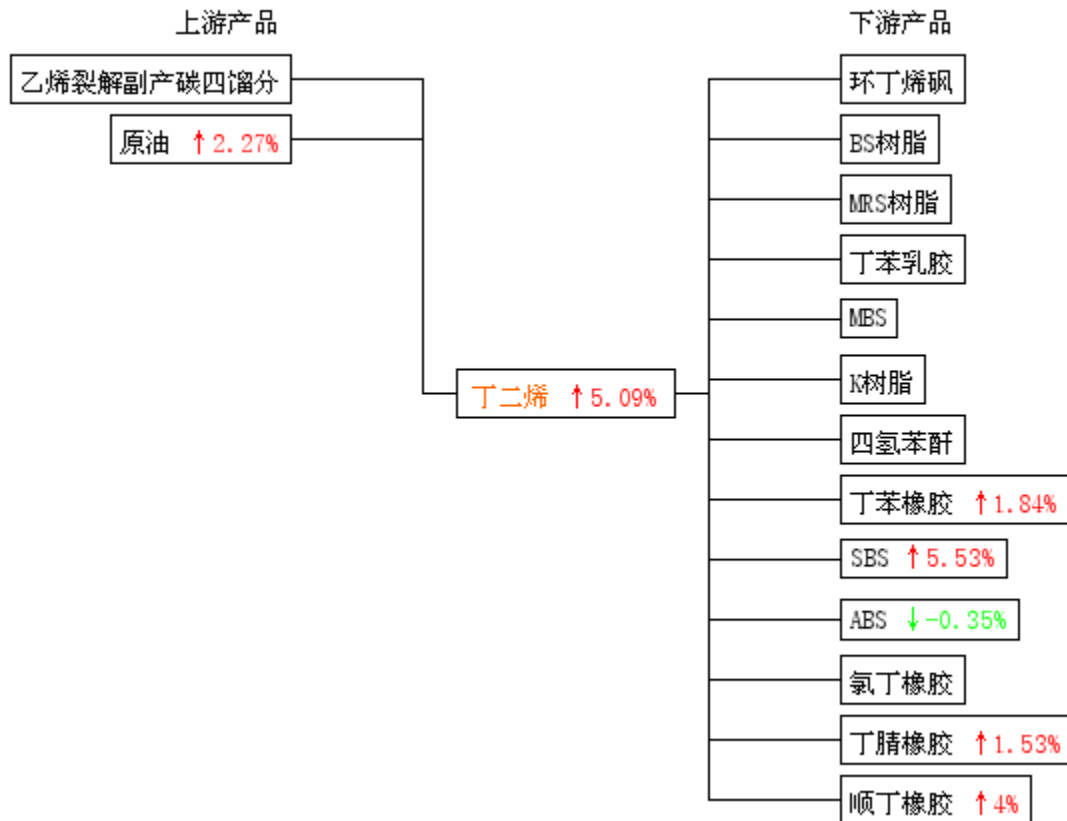 上游产品
乙烯裂解副产碳四馏分
原油 ↑2.27%
丁二烯 ↑5.09%
下游产品
环丁烯砜
BS树脂
MRS树脂
丁苯乳胶
MBS
K树脂
四氢苯酐
丁苯橡胶 ↑1.84%
SBS ↑5.53%
ABS ↓-0.35%
氯丁橡胶
丁腈橡胶 ↑1.53%
顺丁橡胶 ↑4%